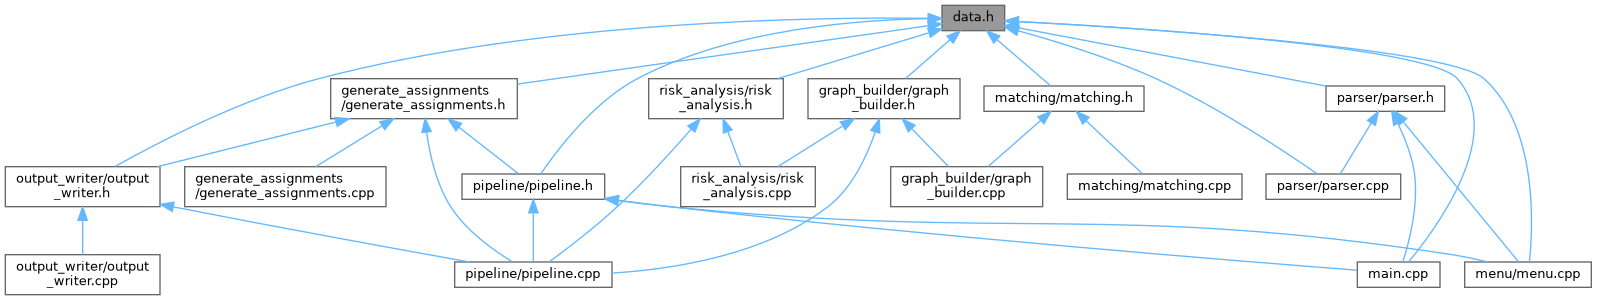 data.h
generate_assignments
/generate_assignments.h
risk_analysis/risk
_analysis.h
graph_builder/graph
_builder.h
matching/matching.h
parser/parser.h
output_writer/output
_writer.h
generate_assignments
/generate_assignments.cpp
pipeline/pipeline.h
risk_analysis/risk
_analysis.cpp
graph_builder/graph
_builder.cpp
matching/matching.cpp
parser/parser.cpp
output_writer/output
_writer.cpp
pipeline/pipeline.cpp
main.cpp
menu/menu.cpp